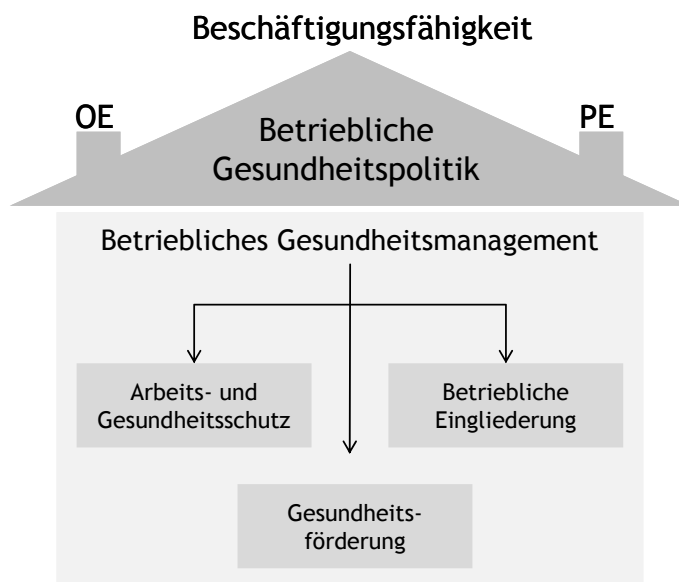 Beschäftigungsfähigkeit
OE
PE
Betriebliche
Gesundheitspolitik
Betriebliches Gesundheitsmanagement
Arbeits- und
Gesundheitsschutz
Betriebliche
Eingliederung
Gesundheits-
förderung